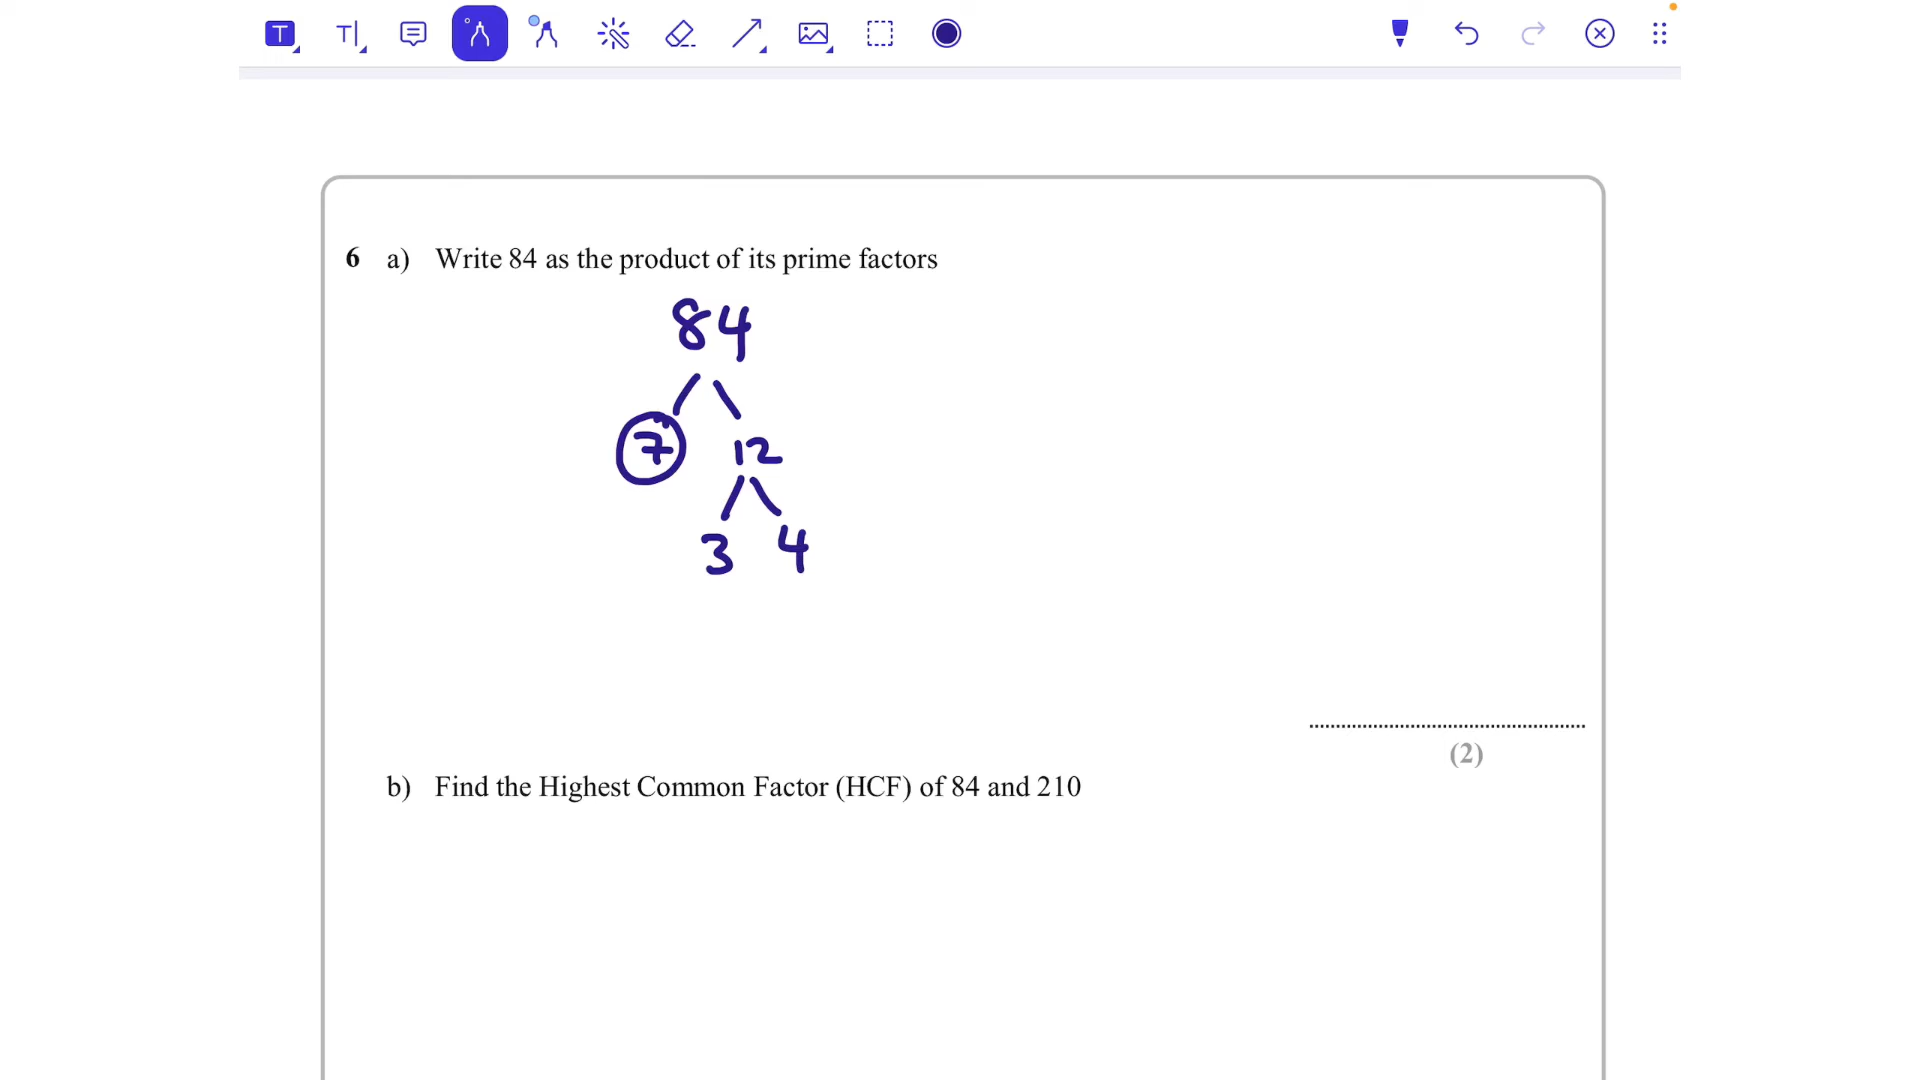 T T|
6 a) Write 84 as the product of its prime factors
84
7 12
3 4
(2)
b) Find the Highest Common Factor (HCF) of 84 and 210